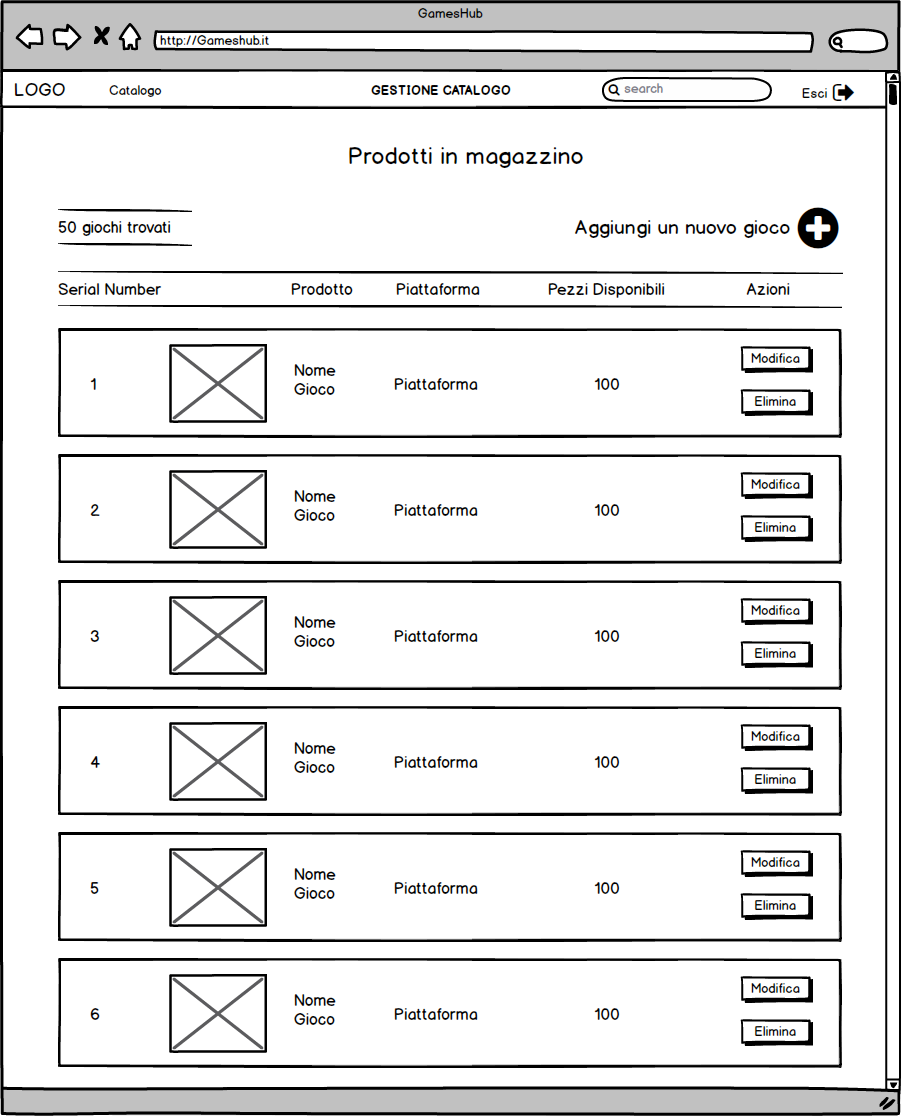 GamesHub
http://Gameshub.it
LOGO
Catalogo
GESTIONE CATALOGO
search
Esci
Prodotti in magazzino
50 giochi trovati
Aggiungi un nuovo gioco
Serial Number Prodotto Piattaforma Pezzi Disponibili Azioni
1
Nome
Gioco
Piattaforma
100
Modifica
Elimina
2
Nome
Gioco
Piattaforma
100
Modifica
Elimina
3
Nome
Gioco
Piattaforma
100
Modifica
Elimina
4
Nome
Gioco
Piattaforma
100
Modifica
Elimina
5
Nome
Gioco
Piattaforma
100
Modifica
Elimina
6
Nome
Gioco
Piattaforma
100
Modifica
Elimina